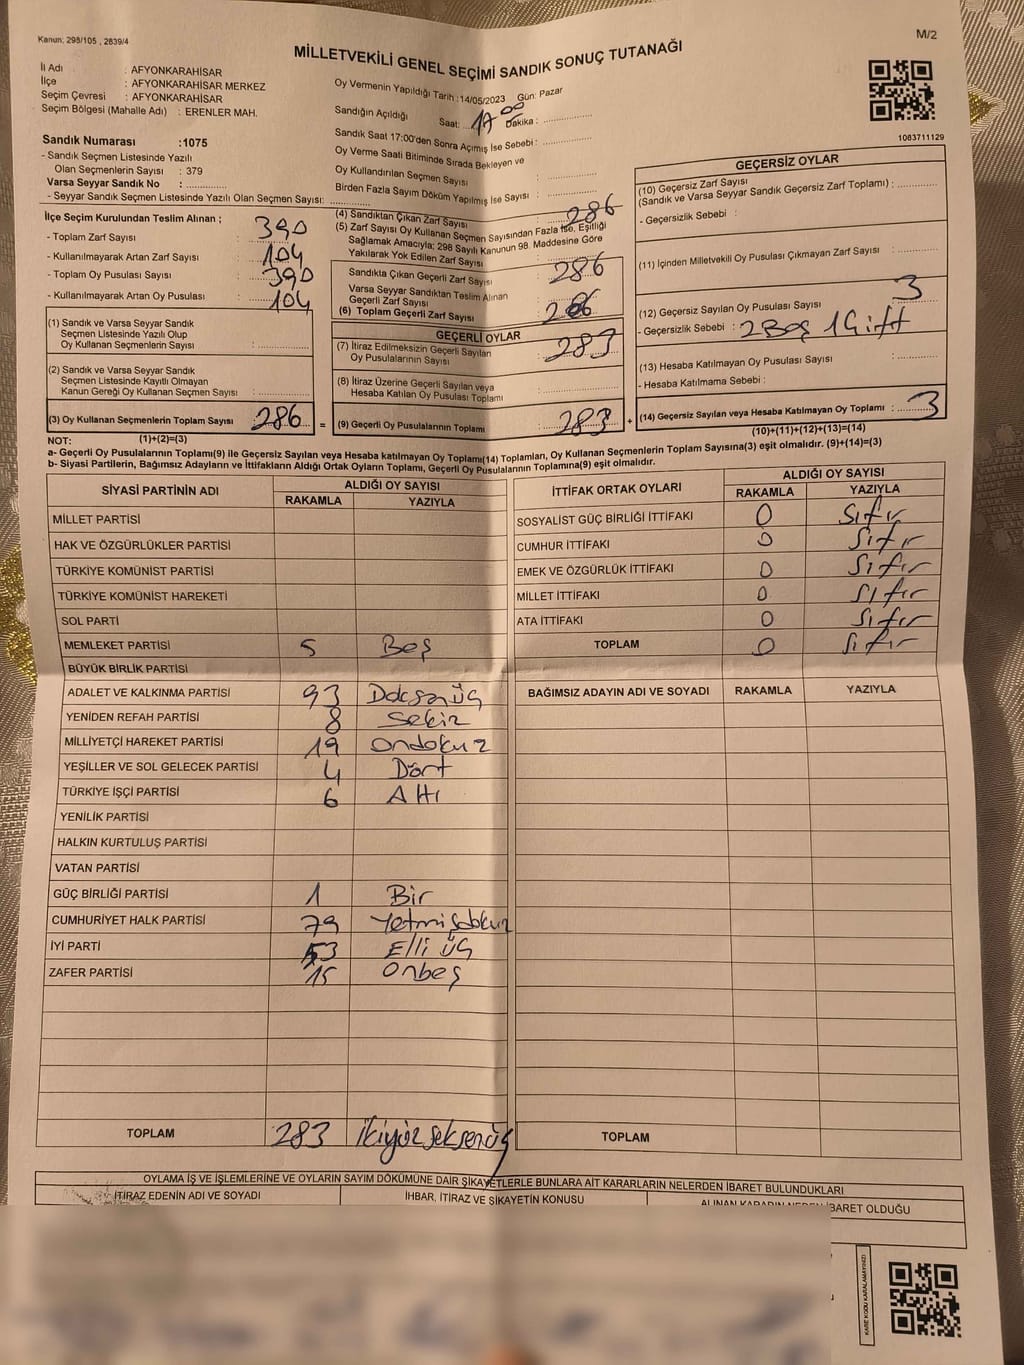 Kanun: 298/105 , 2839/4
M/2
MİLLETVEKİLİ GENEL SEÇİMİ SANDIK SONUÇ TUTANAĞI
İl Adı : AFYONKARAHİSAR
İlçe : AFYONKARAHİSAR MERKEZ
Seçim Çevresi : AFYONKARAHİSAR
Seçim Bölgesi (Mahalle Adı) : ERENLER MAH.
Sandık Numarası :1075
- Sandık Seçmen Listesinde Yazılı
Olan Seçmenlerin Sayısı : 379
Varsa Seyyar Sandık No : ..............
- Seyyar Sandık Seçmen Listesinde Yazılı Olan Seçmen Sayısı: ..............
Oy Vermenin Yapıldığı Tarih :14/05/2023 Gün: Pazar
Sandığın Açıldığı Saat: 17 00 Dakika: ..............
Sandık Saat 17:00'den Sonra Açımış İse Sebebi: ..............
Oy Verme Saati Bitiminde Sırada Bekleyen ve
Oy Kullandırılan Seçmen Sayısı : ..............
Birden Fazla Sayım Döküm Yapılmış İse Sayısı : ..............
1083711129
İlçe Seçim Kurulundan Teslim Alınan ;
- Toplam Zarf Sayısı : 390
- Kullanılmayarak Artan Zarf Sayısı : 104
- Toplam Oy Pusulası Sayısı : 390
- Kullanılmayarak Artan Oy Pusulası : 104
(1) Sandık ve Varsa Seyyar Sandık
Seçmen Listesinde Yazılı Olup
Oy Kullanan Seçmenlerin Sayısı : ..............
(2) Sandık ve Varsa Seyyar Sandık
Seçmen Listesinde Kayıtlı Olmayan
Kanun Gereği Oy Kullanan Seçmen Sayısı : ..............
(3) Oy Kullanan Seçmenlerin Toplam Sayısı : 286 =
(4) Sandıktan Çıkan Zarf Sayısı : 286
(5) Zarf Sayısı Oy Kullanan Seçmen Sayısından Fazla İse, Eşitliği
Sağlamak Amacıyla; 298 Sayılı Kanunun 98. Maddesine Göre
Yakılarak Yok Edilen Zarf Sayısı : ..............
Sandıkta Çıkan Geçerli Zarf Sayısı : 286
Varsa Seyyar Sandıktan Teslim Alınan
Geçerli Zarf Sayısı : ..............
(6) Toplam Geçerli Zarf Sayısı : 286
GEÇERLİ OYLAR
(7) İtiraz Edilmeksizin Geçerli Sayılan
Oy Pusulalarının Sayısı : 283
(8) İtiraz Üzerine Geçerli Sayılan veya
Hesaba Katılan Oy Pusulaları Toplamı : ..............
(9) Geçerli Oy Pusulalarının Toplamı : 283 +
GEÇERSİZ OYLAR
(10) Geçersiz Zarf Sayısı
(Sandık ve Varsa Seyyar Sandık Geçersiz Zarf Toplamı) : ..............
- Geçersizlik Sebebi :
(11) İçinden Milletvekili Oy Pusulası Çıkmayan Zarf Sayısı : ..............
(12) Geçersiz Sayılan Oy Pusulası Sayısı : 3
- Geçersizlik Sebebi : 2 Boş 1 Çift
(13) Hesaba Katılmayan Oy Pusulası Sayısı : ..............
- Hesaba Katılmama Sebebi :
(14) Geçersiz Sayılan veya Hesaba Katılmayan Oy Toplamı : 3
NOT: (1)+(2)=(3)
(10)+(11)+(12)+(13)=(14)
a- Geçerli Oy Pusulalarının Toplamı(9) ile Geçersiz Sayılan veya Hesaba katılmayan Oy Toplamı(14) Toplamları, Oy Kullanan Seçmenlerin Toplam Sayısına(3) eşit olmalıdır. (9)+(14)=(3)
b- Siyasi Partilerin, Bağımsız Adayların ve İttifakların Aldığı Ortak Oyların Toplamı, Geçerli Oy Pusulalarının Toplamına(9) eşit olmalıdır.
SİYASİ PARTİNİN ADI ALDIĞI OY SAYISI
RAKAMLA YAZIYLA
MİLLET PARTİSİ
HAK VE ÖZGÜRLÜKLER PARTİSİ
TÜRKİYE KOMÜNİST PARTİSİ
TÜRKİYE KOMÜNİST HAREKETİ
SOL PARTİ
MEMLEKET PARTİSİ 5 Beş
BÜYÜK BİRLİK PARTİSİ
ADALET VE KALKINMA PARTİSİ 93 Doksan üç
YENİDEN REFAH PARTİSİ 8 Sekiz
MİLLİYETÇİ HAREKET PARTİSİ 19 Ondokuz
YEŞİLLER VE SOL GELECEK PARTİSİ 4 Dört
TÜRKİYE İŞÇİ PARTİSİ 6 Altı
YENİLİK PARTİSİ
HALKIN KURTULUŞ PARTİSİ
VATAN PARTİSİ
GÜÇ BİRLİĞİ PARTİSİ 1 Bir
CUMHURİYET HALK PARTİSİ 79 Yetmişdokuz
İYİ PARTİ 53 Elli üç
ZAFER PARTİSİ 15 Onbeş
TOPLAM 283 İkiyüz seksenüç
İTTİFAK ORTAK OYLARI ALDIĞI OY SAYISI
RAKAMLA YAZIYLA
SOSYALİST GÜÇ BİRLİĞİ İTTİFAKI 0 Sıfır
CUMHUR İTTİFAKI 0 Sıfır
EMEK VE ÖZGÜRLÜK İTTİFAKI 0 Sıfır
MİLLET İTTİFAKI 0 Sıfır
ATA İTTİFAKI 0 Sıfır
TOPLAM 0 Sıfır
BAĞIMSIZ ADAYIN ADI VE SOYADI RAKAMLA YAZIYLA
TOPLAM
OYLAMA İŞ VE İŞLEMLERİNE VE OYLARIN SAYIM DÖKÜMÜNE DAİR ŞİKAYETLERLE BUNLARA AİT KARARLARIN NELERDEN İBARET BULUNDUKLARI
İTİRAZ EDENİN ADI VE SOYADI İHBAR, İTİRAZ VE ŞİKAYETİN KONUSU ALINAN KARARIN NEDEN İBARET OLDUĞU
KARE KODU KARALAMAYINIZ!